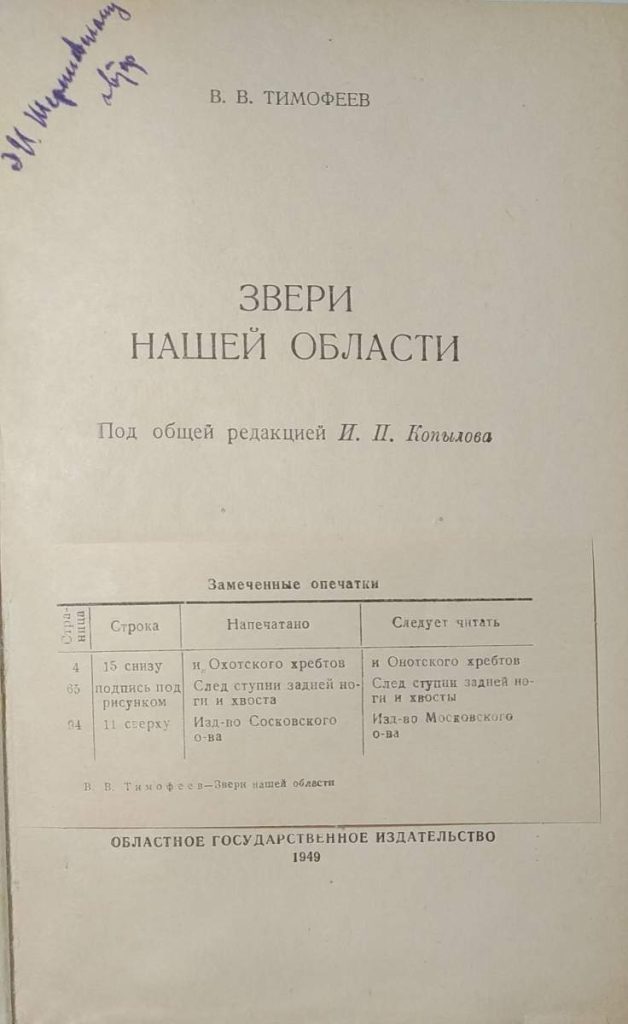 В. В. ТИМОФЕЕВ
ЗВЕРИ
НАШЕЙ ОБЛАСТИ
Под общей редакцией И. П. Копылова
Замеченные опечатки
Стра-
ница
Строка
Напечатано
Следует читать
4
15 снизу
и Охотского хребтов
и Онотского хребтов
65
подпись под
рисунком
След ступни задней но-
ги и хвоста
След ступни задней но-
ги и хвосты
94
11 сверху
Изд-во Сосковского
о-ва
Изд-во Московского
о-ва
В. В. Тимофеев—Звери нашей области
ОБЛАСТНОЕ ГОСУДАРСТВЕННОЕ ИЗДАТЕЛЬСТВО
1949